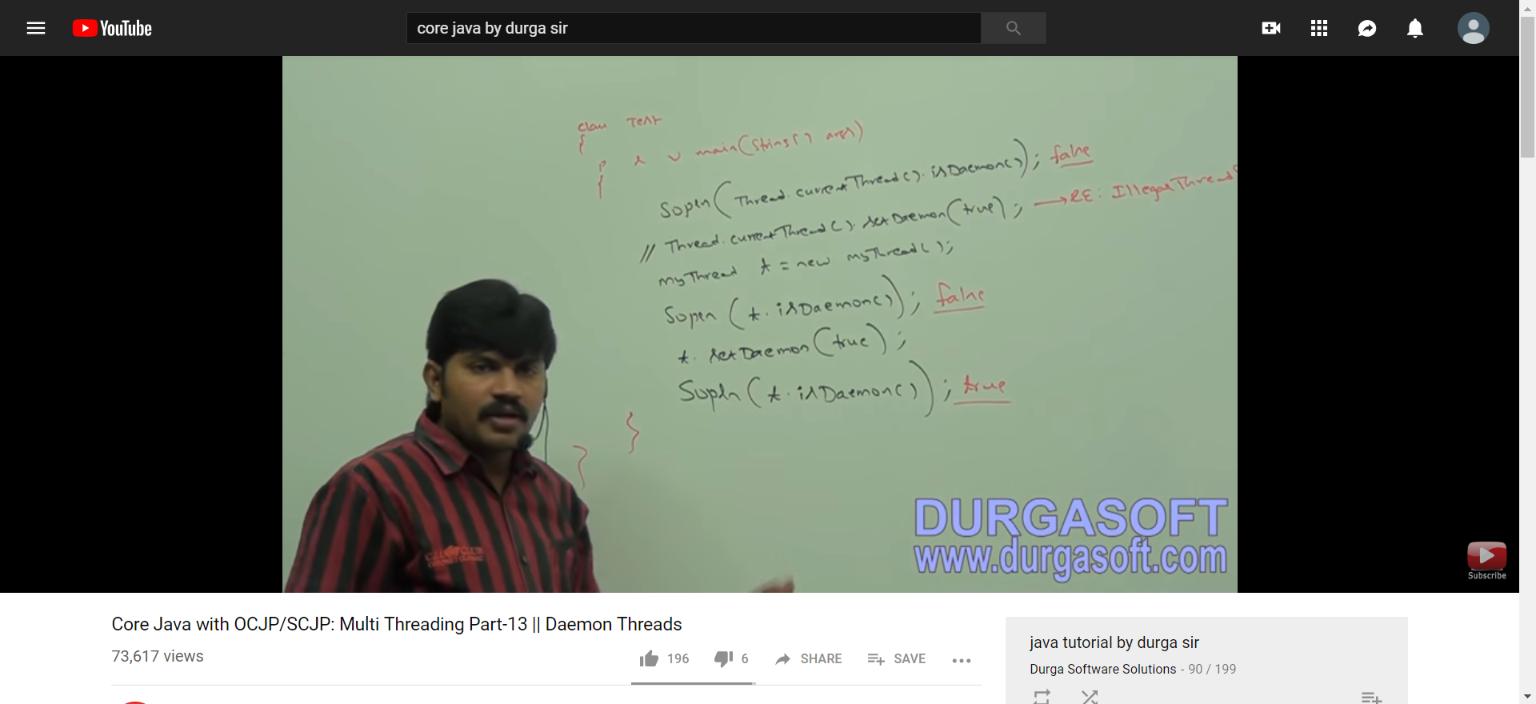 YouTube
core java by durga sir
class Test
{
p s v main(String[] args)
{
Sopln(Thread.currentThread().isDaemon()); false
// Thread.currentThread().setDaemon(true); →RE: IllegalThreadS
myThread t = new myThread();
Sopln (t.isDaemon()); false
t.setDaemon(true);
Sopln(t.isDaemon()); true
}
}
DURGASOFT
www.durgasoft.com
Subscribe
Core Java with OCJP/SCJP: Multi Threading Part-13 || Daemon Threads
73,617 views
196 6 SHARE SAVE
java tutorial by durga sir
Durga Software Solutions - 90 / 199